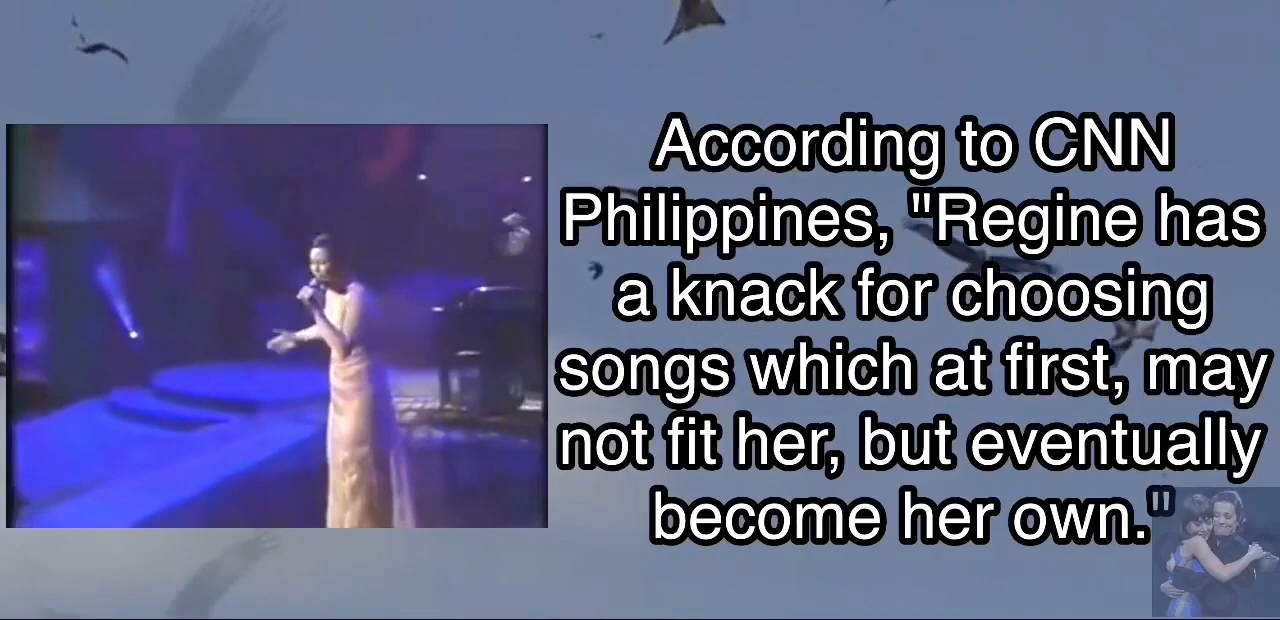 According to CNN
Philippines, "Regine has
a knack for choosing
songs which at first, may
not fit her, but eventually
become her own."